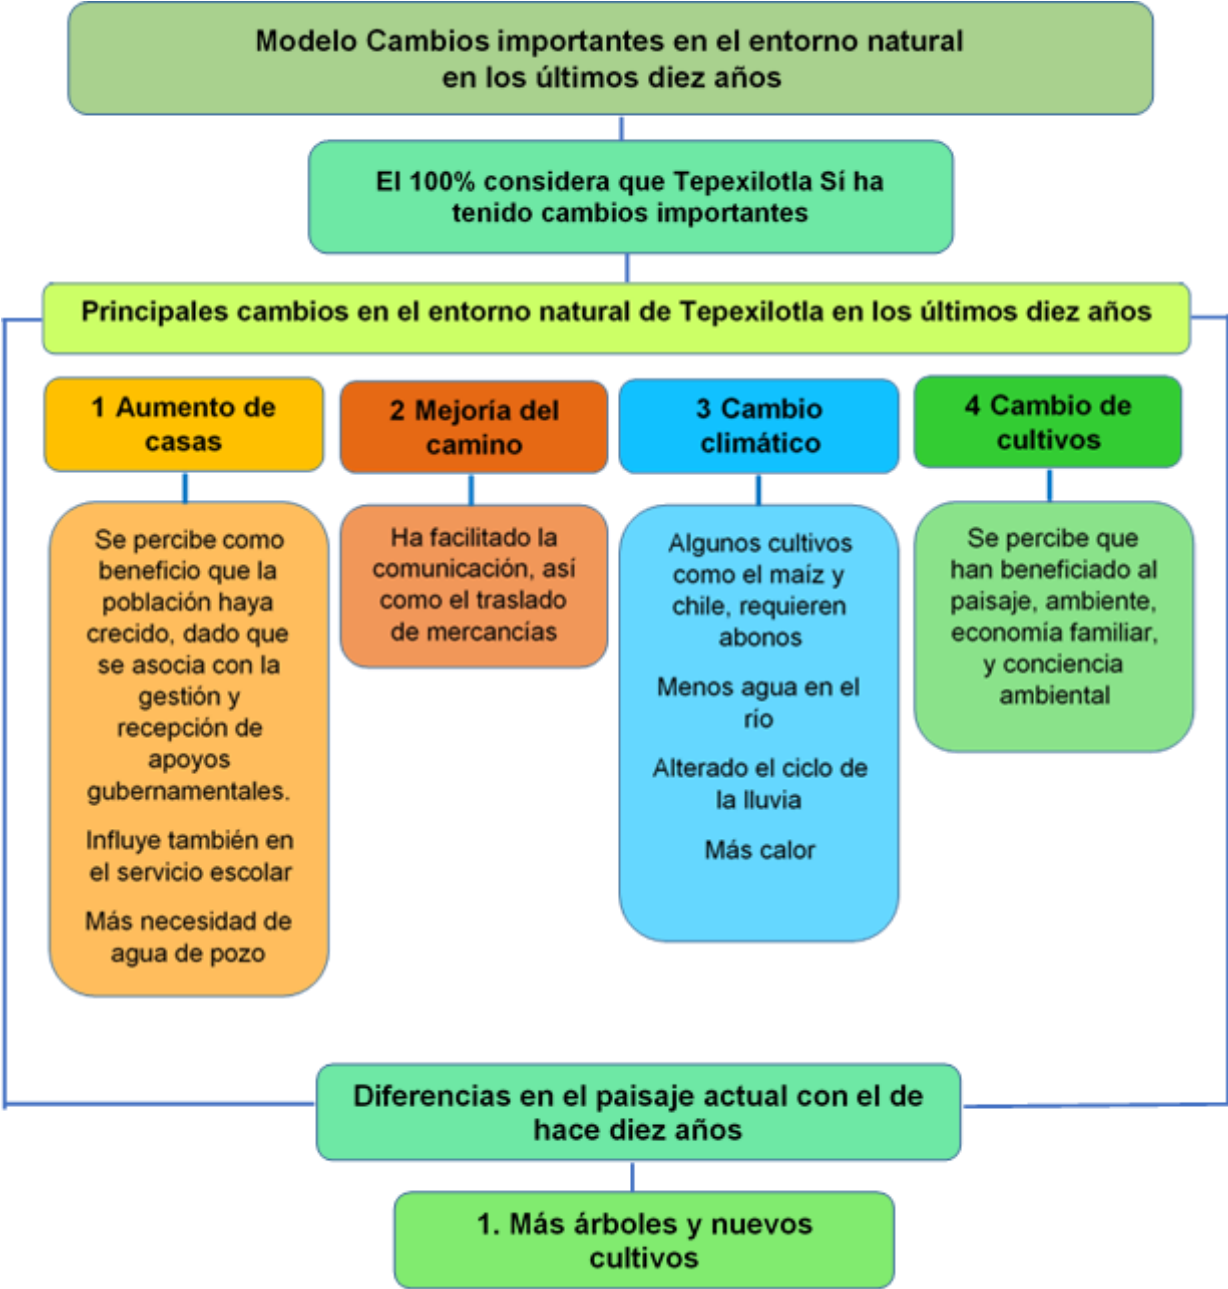 Modelo Cambios importantes en el entorno natural
en los últimos diez años
El 100% considera que Tepexilotla Sí ha
tenido cambios importantes
Principales cambios en el entorno natural de Tepexilotla en los últimos diez años
1 Aumento de
casas
Se percibe como
beneficio que la
población haya
crecido, dado que
se asocia con la
gestión y
recepción de
apoyos
gubernamentales.
Influye también en
el servicio escolar
Más necesidad de
agua de pozo
2 Mejoría del
camino
Ha facilitado la
comunicación, así
como el traslado
de mercancías
3 Cambio
climático
Algunos cultivos
como el maíz y
chile, requieren
abonos
Menos agua en el
río
Alterado el ciclo de
la lluvia
Más calor
4 Cambio de
cultivos
Se percibe que
han beneficiado al
paisaje, ambiente,
economía familiar,
y conciencia
ambiental
Diferencias en el paisaje actual con el de
hace diez años
1. Más árboles y nuevos
cultivos